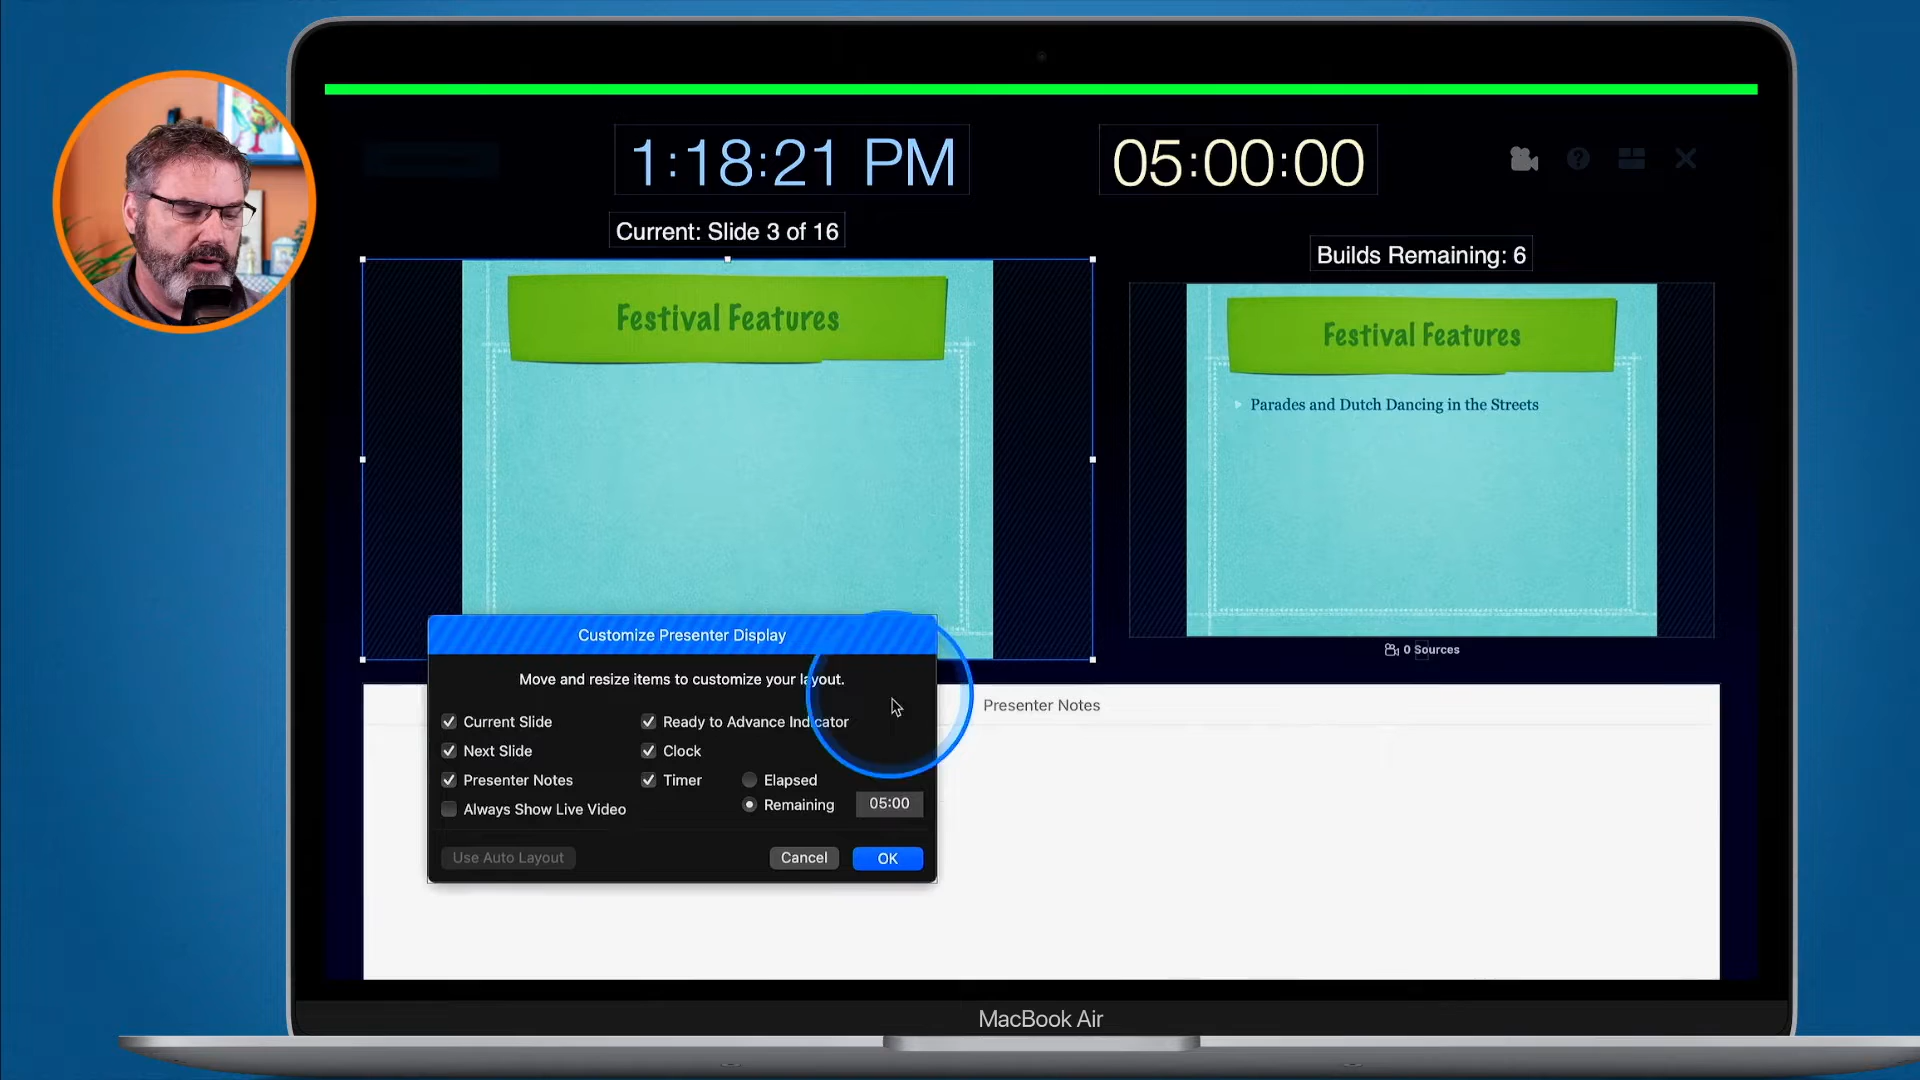 1:18:21 PM
05:00:00
Current: Slide 3 of 16
Builds Remaining: 6
Festival Features
Festival Features
Parades and Dutch Dancing in the Streets
0 Sources
Customize Presenter Display
Move and resize items to customize your layout.
Current Slide
Ready to Advance Indicator
Next Slide
Clock
Presenter Notes
Timer
Elapsed
Remaining
05:00
Always Show Live Video
Use Auto Layout
Cancel
OK
Presenter Notes
MacBook Air